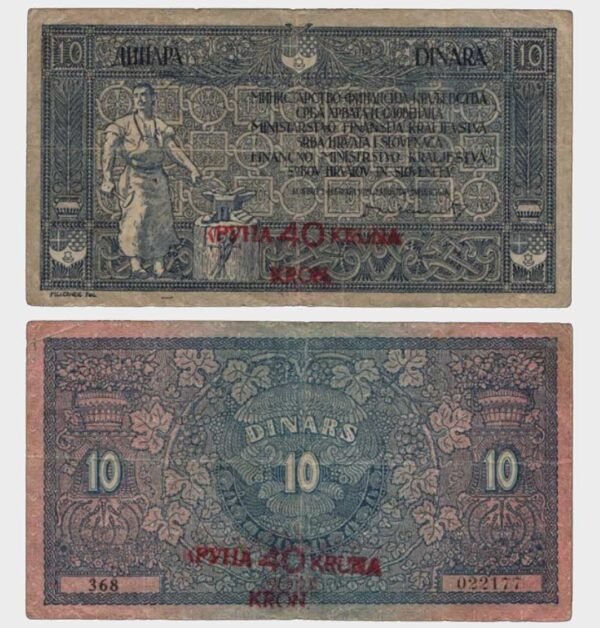 10 ДИНАРА DINARA 10
МИНИСТАРСТВО ФИНАНСИЈА КРАЉЕВСТВА
СРБА ХРВАТА И СЛОВЕНАЦА
MINISTARSTVO FINANSIJA KRALJEVSTVA
SRBA HRVATA I SLOVENACA
FINANČNO MINISTRSTVO KRALJEVSTVA
SRBOV HRVATOV IN SLOVENCEV
КРУНА 40 KRUNA
KRON
DINARS
10 10 10
КРУНА 40 KRUNA
368 022177
KRON